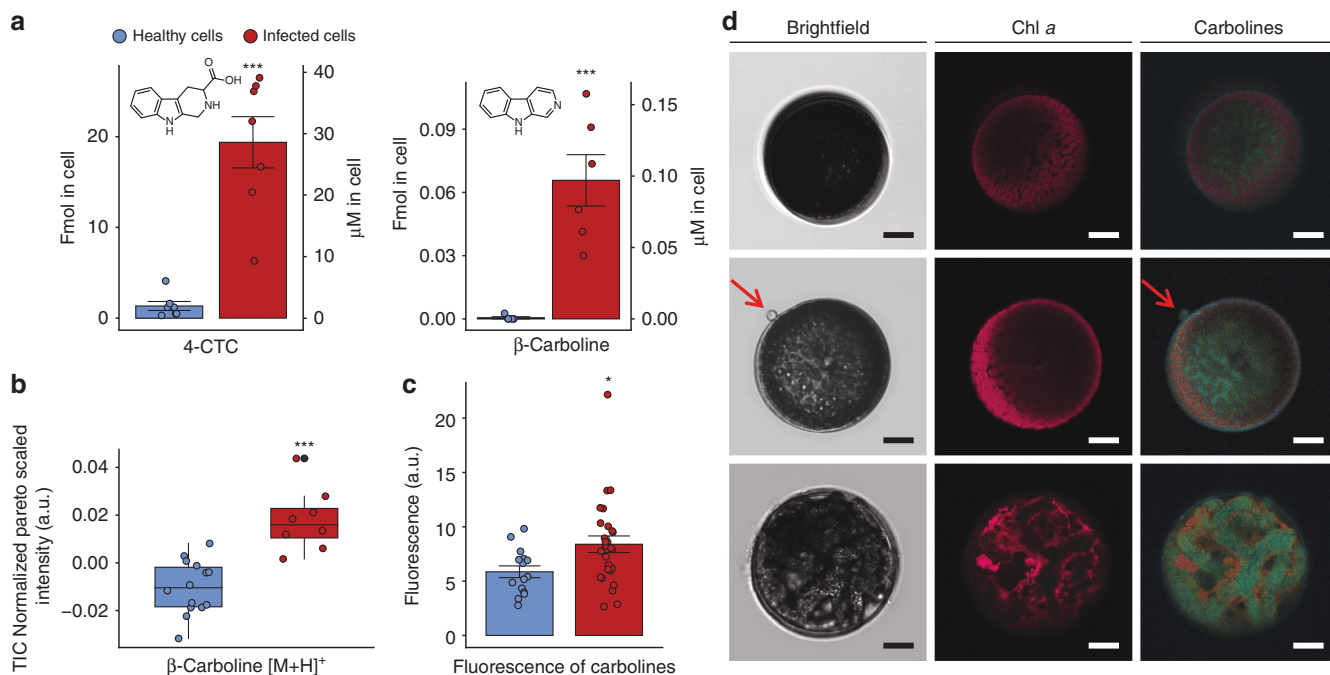 a
Healthy cells
Infected cells
Fmol in cell
20
10
0
***
O
OH
NH
N
H
40
30
20
10
0
µM in cell
4-CTC
Fmol in cell
0.09
0.06
0.03
0.00
***
N
N
H
0.15
0.10
0.05
0.00
µM in cell
β-Carboline
b
TIC Normalized pareto scaled
intensity (a.u.)
0.04
0.02
0.00
−0.02
***
β-Carboline [M+H]⁺
c
Fluorescence (a.u.)
20
15
10
5
0
*
Fluorescence of carbolines
d
Brightfield
Chl a
Carbolines